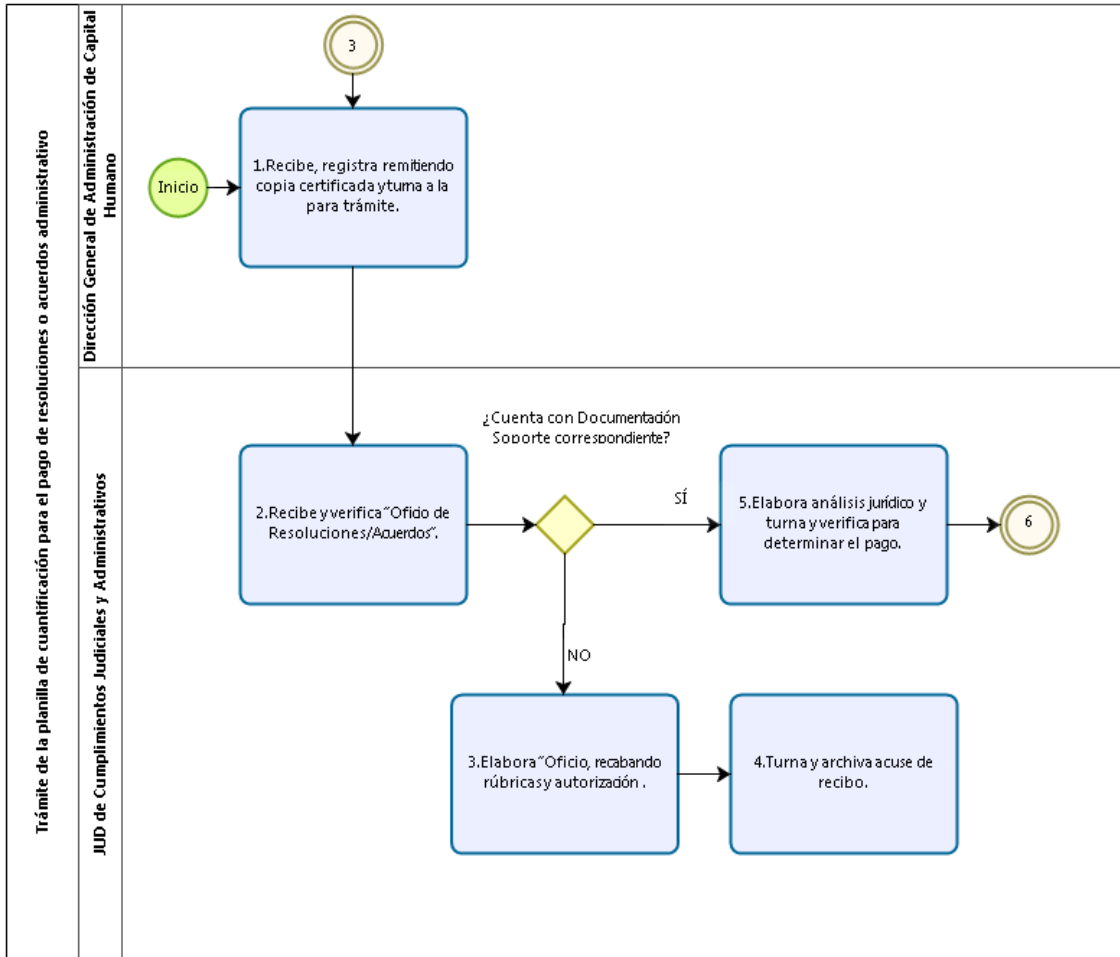 Trámite de la planilla de cuantificación para el pago de resoluciones o acuerdos administrativo
Dirección General de Administración de Capital
Humano
3
Inicio
1.Recibe, registra remitiendo
copia certificada y turna a la
para trámite.
JUD de Cumplimientos Judiciales y Administrativos
¿Cuenta con Documentación
Soporte correspondiente?
2.Recibe y verifica “Oficio de
Resoluciones/Acuerdos”.
SÍ
5.Elabora análisis jurídico y
turna y verifica para
determinar el pago.
6
NO
3.Elabora “Oficio, recabando
rúbricas y autorización .
4.Turna y archiva acuse de
recibo.